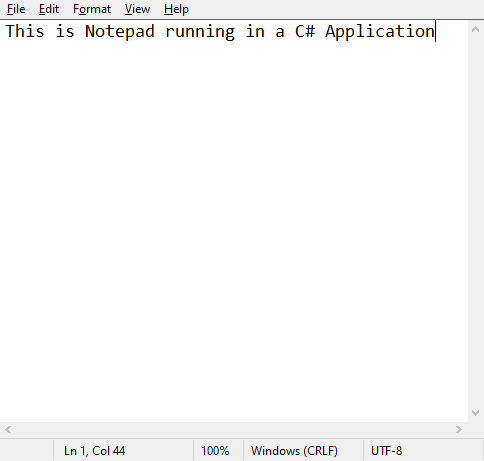 File Edit Format View Help
This is Notepad running in a C# Application
Ln 1, Col 44 100% Windows (CRLF) UTF-8